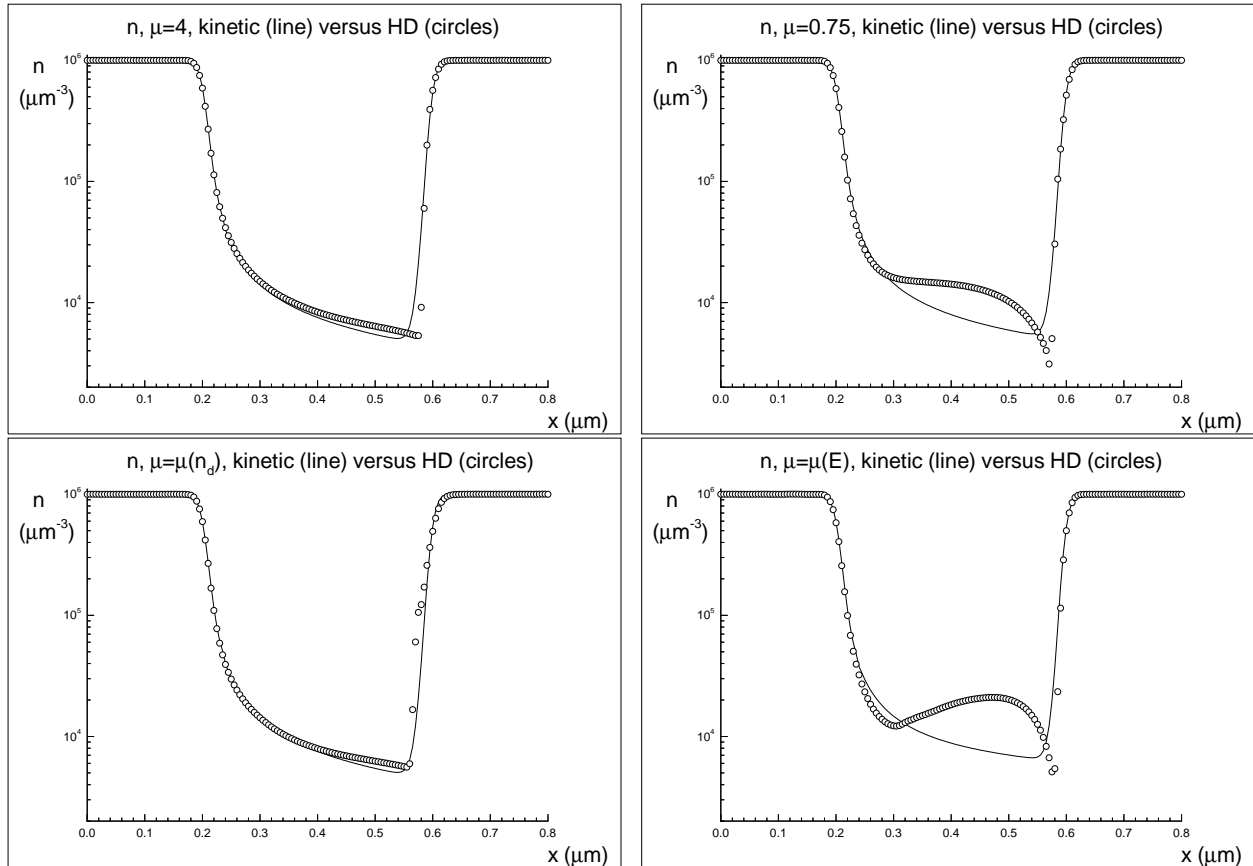 n, μ=4, kinetic (line) versus HD (circles)
n
(μm⁻³)
10⁶
10⁵
10⁴
0.0 0.1 0.2 0.3 0.4 0.5 0.6 0.7 0.8
x (μm)
n, μ=0.75, kinetic (line) versus HD (circles)
n
(μm⁻³)
10⁶
10⁵
10⁴
0.0 0.1 0.2 0.3 0.4 0.5 0.6 0.7 0.8
x (μm)
n, μ=μ(n_d), kinetic (line) versus HD (circles)
n
(μm⁻³)
10⁶
10⁵
10⁴
0.0 0.1 0.2 0.3 0.4 0.5 0.6 0.7 0.8
x (μm)
n, μ=μ(E), kinetic (line) versus HD (circles)
n
(μm⁻³)
10⁶
10⁵
10⁴
0.0 0.1 0.2 0.3 0.4 0.5 0.6 0.7 0.8
x (μm)